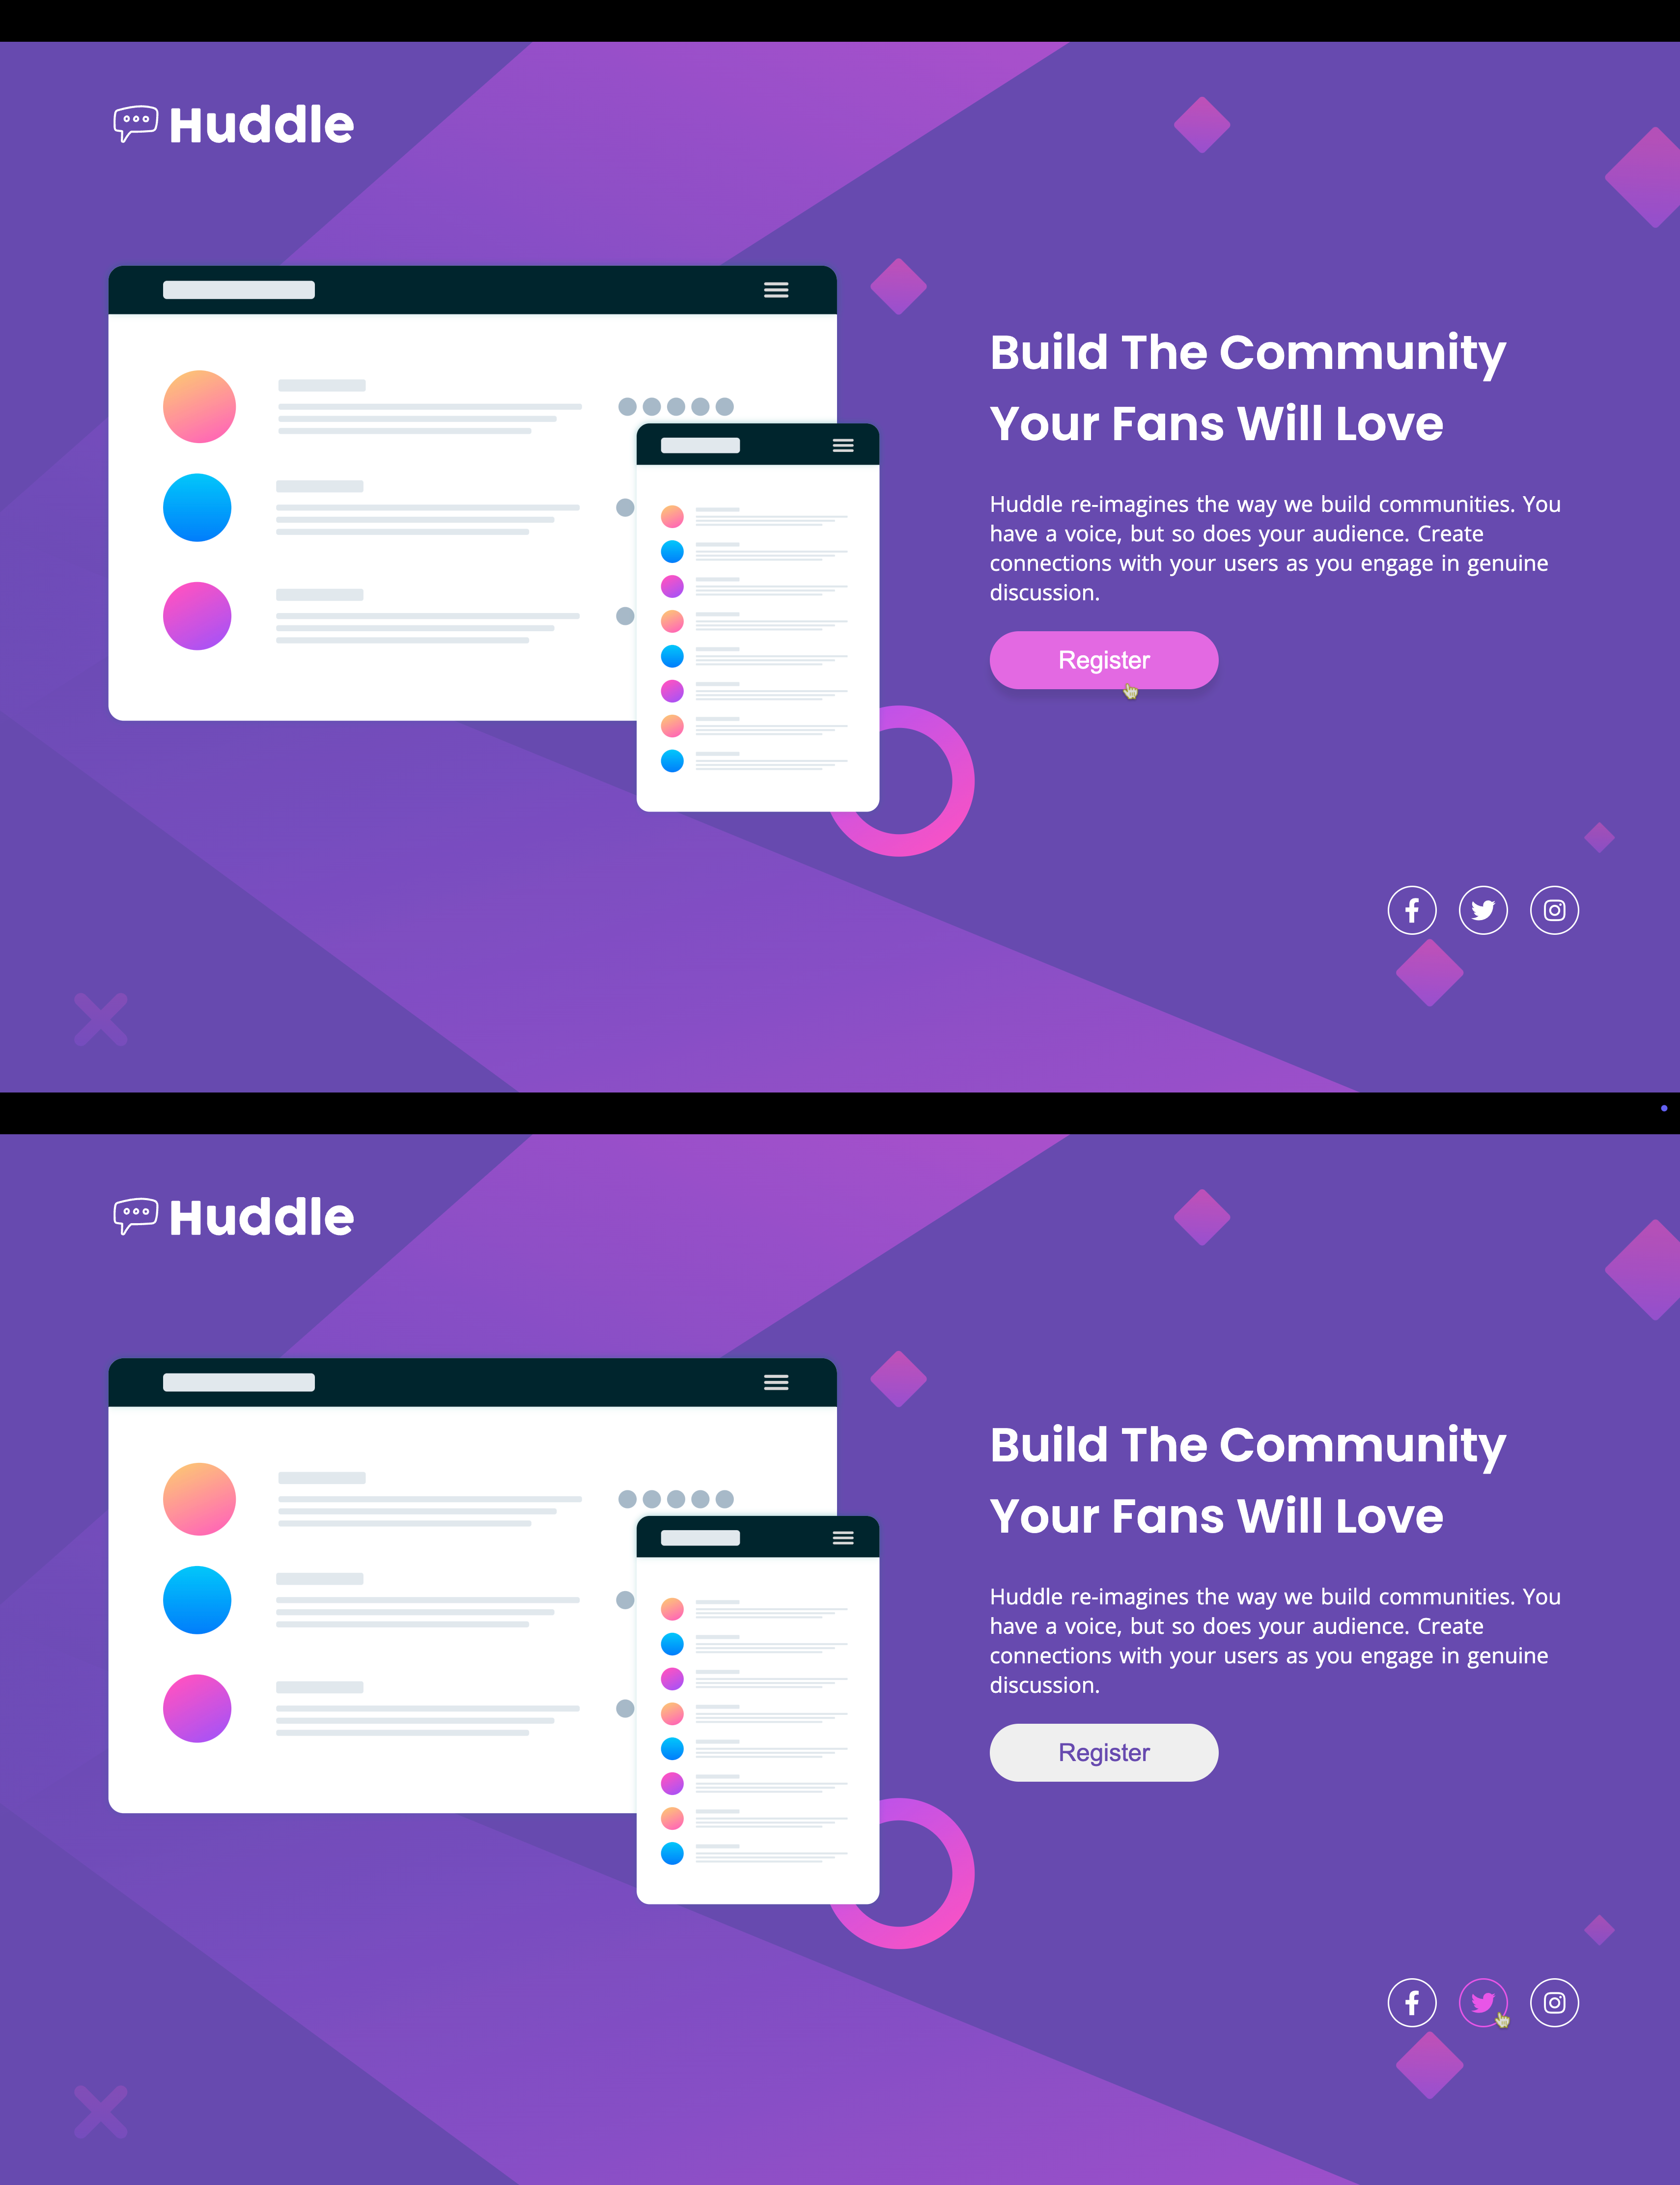 Huddle
Build The Community
Your Fans Will Love
Huddle re-imagines the way we build communities. You
have a voice, but so does your audience. Create
connections with your users as you engage in genuine
discussion.
Register
Huddle
Build The Community
Your Fans Will Love
Huddle re-imagines the way we build communities. You
have a voice, but so does your audience. Create
connections with your users as you engage in genuine
discussion.
Register